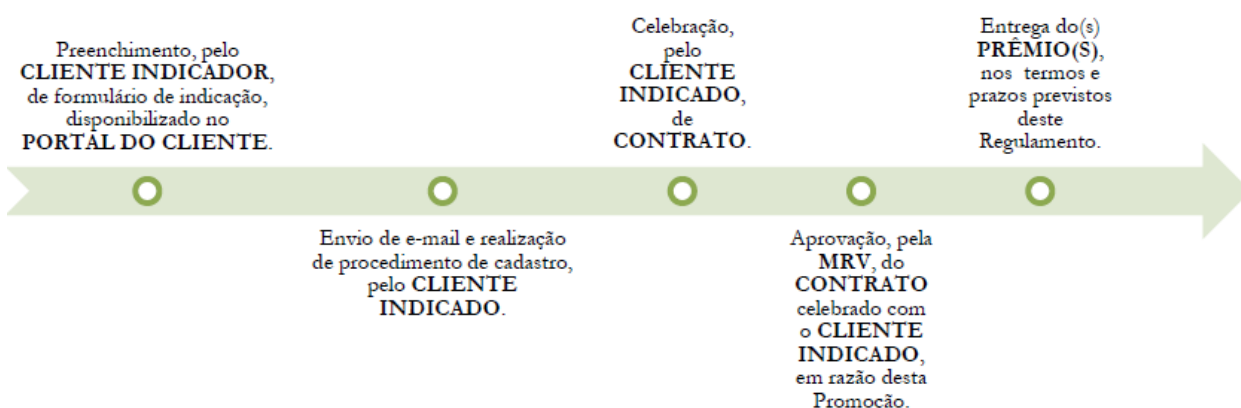 Preenchimento, pelo
CLIENTE INDICADOR,
de formulário de indicação,
disponibilizado no
PORTAL DO CLIENTE.
Envio de e-mail e realização
de procedimento de cadastro,
pelo CLIENTE
INDICADO.
Celebração,
pelo
CLIENTE
INDICADO,
de
CONTRATO.
Aprovação, pela
MRV, do
CONTRATO
celebrado com
o CLIENTE
INDICADO,
em razão desta
Promoção.
Entrega do(s)
PRÊMIO(S),
nos termos e
prazos previstos
deste
Regulamento.